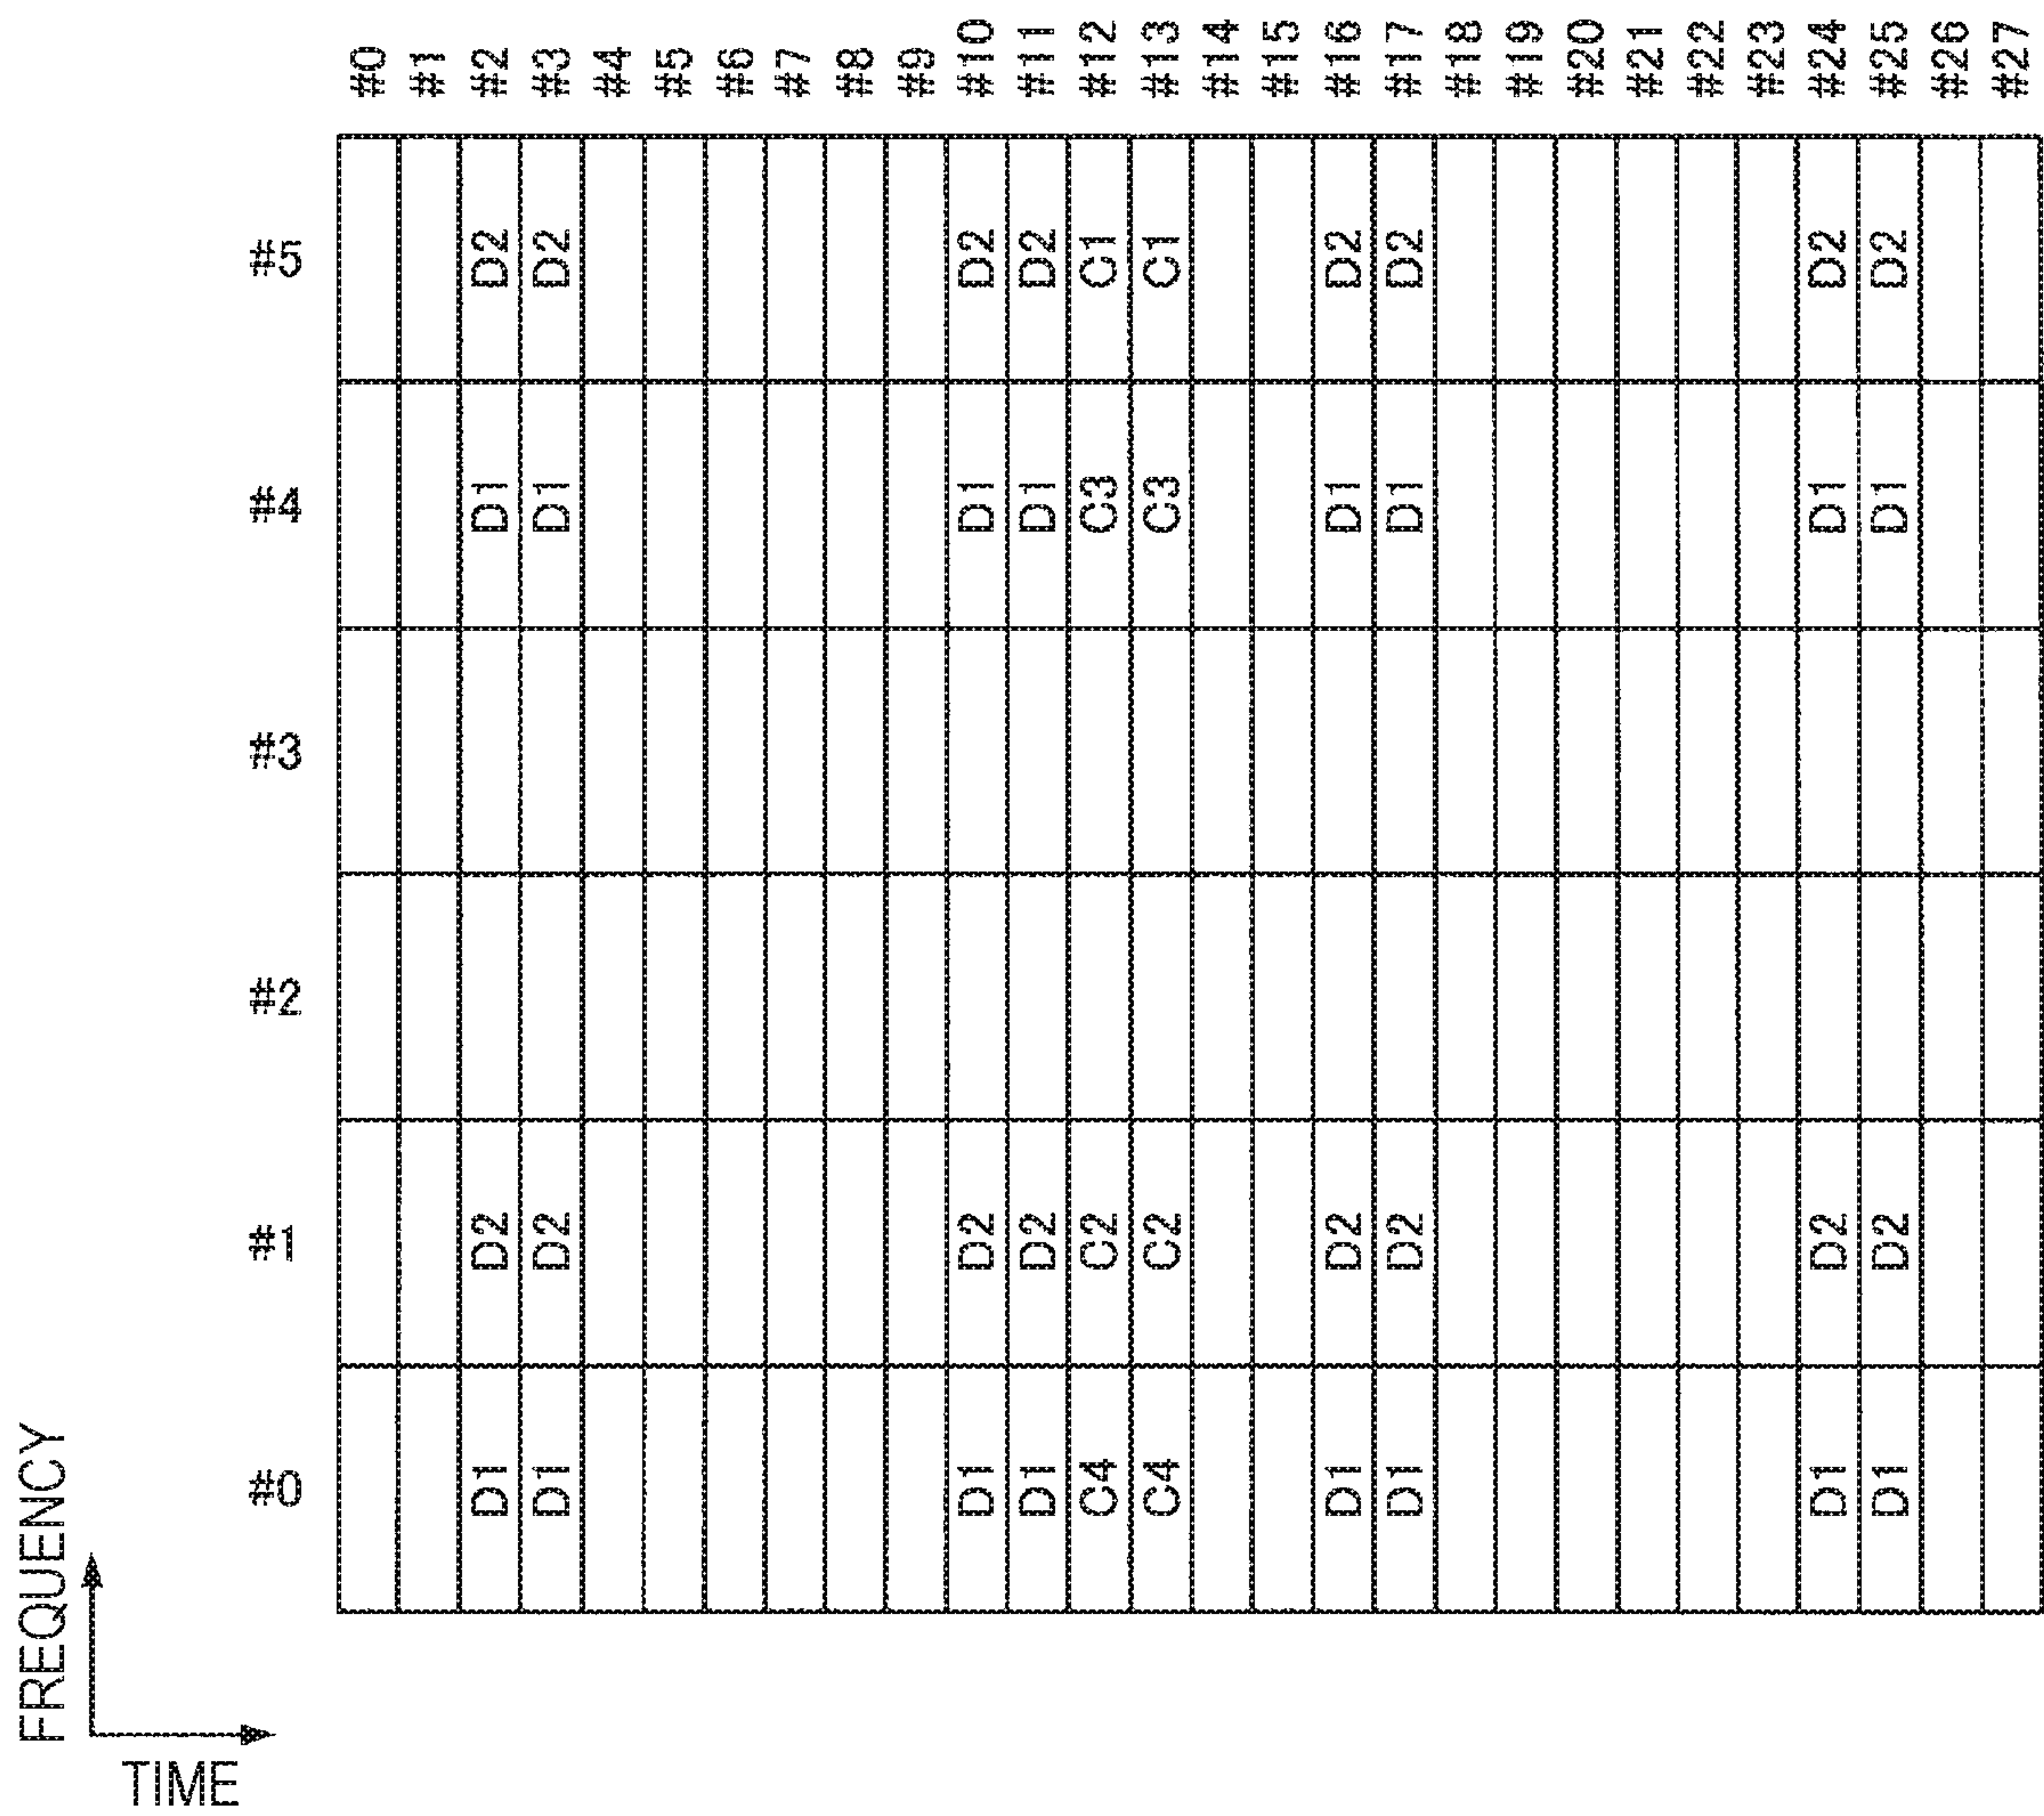 #0 #1 #2 #3 #4 #5 #6 #7 #8 #9 #10 #11 #12 #13 #14 #15 #16 #17 #18 #19 #20 #21 #22 #23 #24 #25 #26 #27
#5 D2 D2 D2 D2 C1 C1 D2 D2 D2 D2
#4 D1 D1 D1 D1 C3 C3 D1 D1 D1 D1
#3
#2
#1 D2 D2 D2 D2 C2 C2 D2 D2 D2 D2
#0 D1 D1 D1 D1 C4 C4 D1 D1 D1 D1
FREQUENCY
TIME